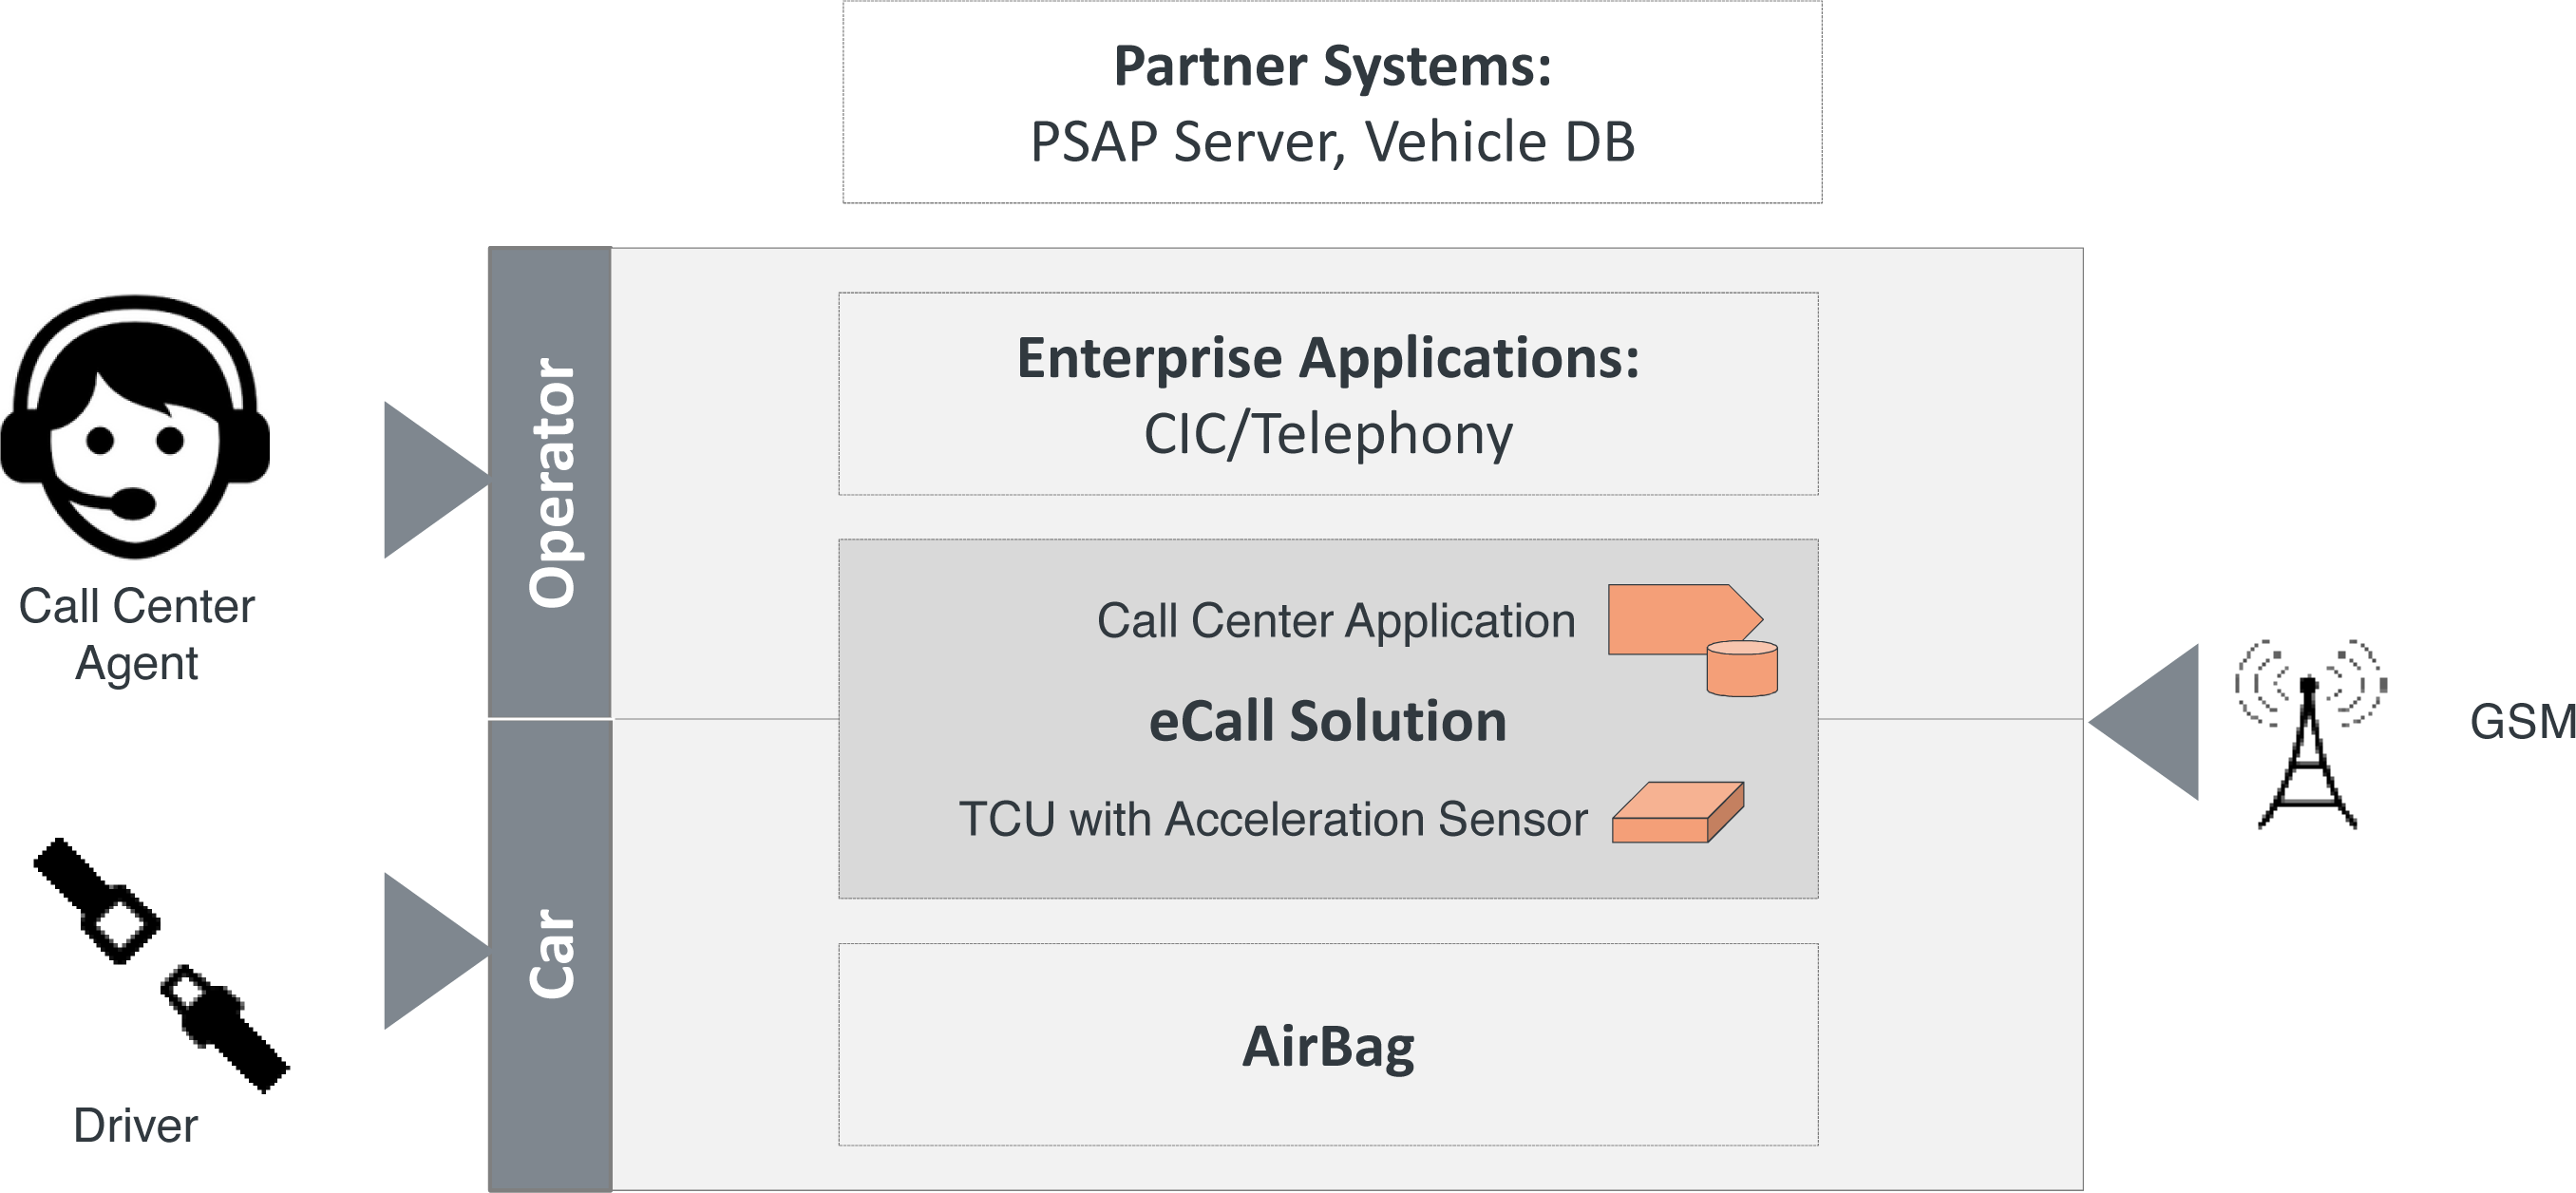 Partner Systems:
PSAP Server, Vehicle DB
Operator
Enterprise Applications:
CIC/Telephony
Call Center
Agent
Call Center Application
eCall Solution
TCU with Acceleration Sensor
GSM
Car
AirBag
Driver